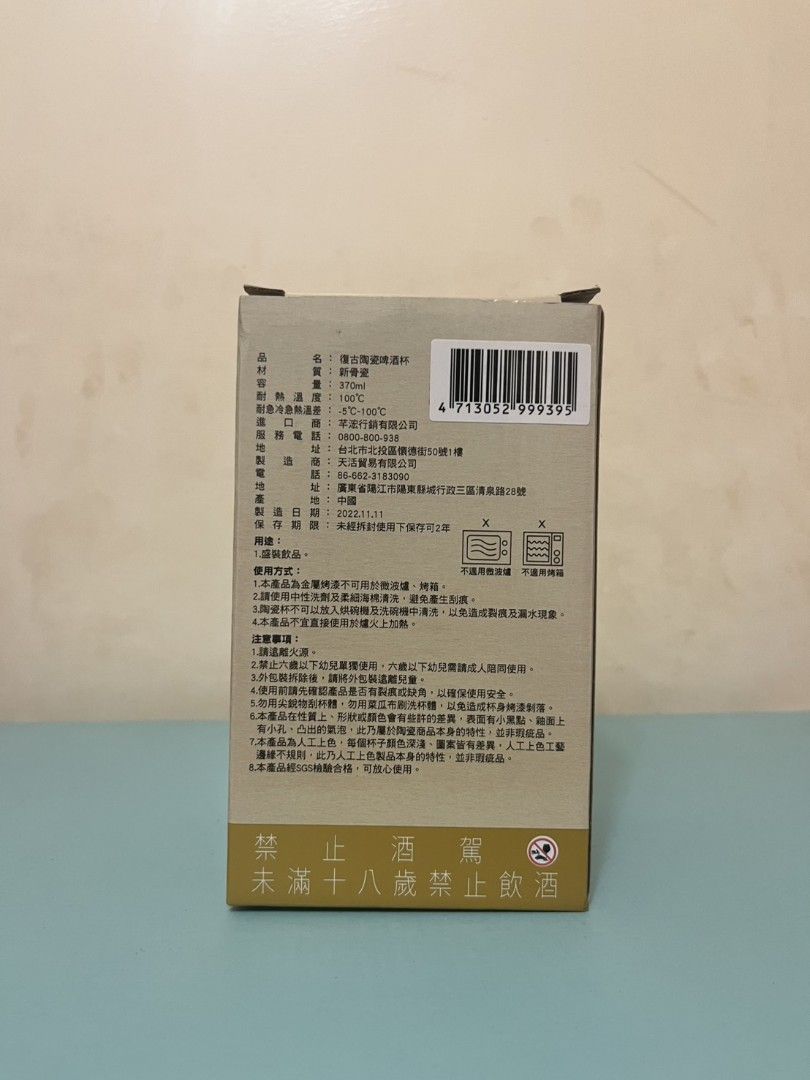 品名：復古陶瓷啤酒杯
材質：新骨瓷
容量：370ml
耐熱溫度：100℃
耐急冷急熱溫差：-5℃-100℃
進口商：芊浤行銷有限公司
服務電話：0800-800-938
地址：台北市北投區懷德街50號1樓
製造商：天活貿易有限公司
電話：86-662-3183090
地址：廣東省陽江市陽東縣城行政三區清泉路28號
產地：中國
製造日期：2022.11.11
保存期限：未經拆封使用下保存可2年
4 713052 999395
X X
不適用微波爐 不適用烤箱
用途：
1.盛裝飲品。
使用方式：
1.本產品為金屬烤漆不可用於微波爐、烤箱。
2.請使用中性洗劑及柔細海棉清洗，避免產生刮痕。
3.陶瓷杯不可以放入烘碗機及洗碗機中清洗，以免造成裂痕及漏水現象。
4.本產品不宜直接使用於爐火上加熱。
注意事項：
1.請遠離火源。
2.禁止六歲以下幼兒單獨使用，六歲以下幼兒需請成人陪同使用。
3.外包裝拆除後，請將外包裝遠離兒童。
4.使用前請先確認產品是否有裂痕或缺角，以確保使用安全。
5.勿用尖銳物刮杯體，勿用菜瓜布刷洗杯體，以免造成杯身烤漆剝落。
6.本產品在性質上、形狀或顏色會有些許的差異，表面有小黑點、釉面上
有小孔、凸出的氣泡，此乃屬於陶瓷商品本身的特性，並非瑕疵品。
7.本產品為人工上色，每個杯子顏色深淺、圖案皆有差異，人工上色工藝
邊緣不規則，此乃人工上色製品本身的特性，並非瑕疵品。
8.本產品經SGS檢驗合格，可放心使用。
禁止酒駕
未滿十八歲禁止飲酒